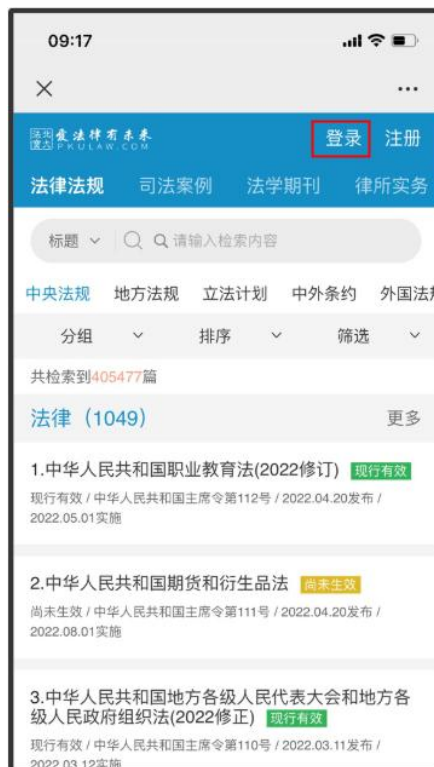 09:17
北大法宝 爱法律有未来
PKULAW.COM
登录 注册
法律法规 司法案例 法学期刊 律所实务
标题 请输入检索内容
中央法规 地方法规 立法计划 中外条约 外国法规
分组 排序 筛选
共检索到405477篇
法律（1049） 更多
1.中华人民共和国职业教育法(2022修订) 现行有效
现行有效 / 中华人民共和国主席令第112号 / 2022.04.20发布 /
2022.05.01实施
2.中华人民共和国期货和衍生品法 尚未生效
尚未生效 / 中华人民共和国主席令第111号 / 2022.04.20发布 /
2022.08.01实施
3.中华人民共和国地方各级人民代表大会和地方各
级人民政府组织法(2022修正) 现行有效
现行有效 / 中华人民共和国主席令第110号 / 2022.03.11发布 /
2022.03.12实施